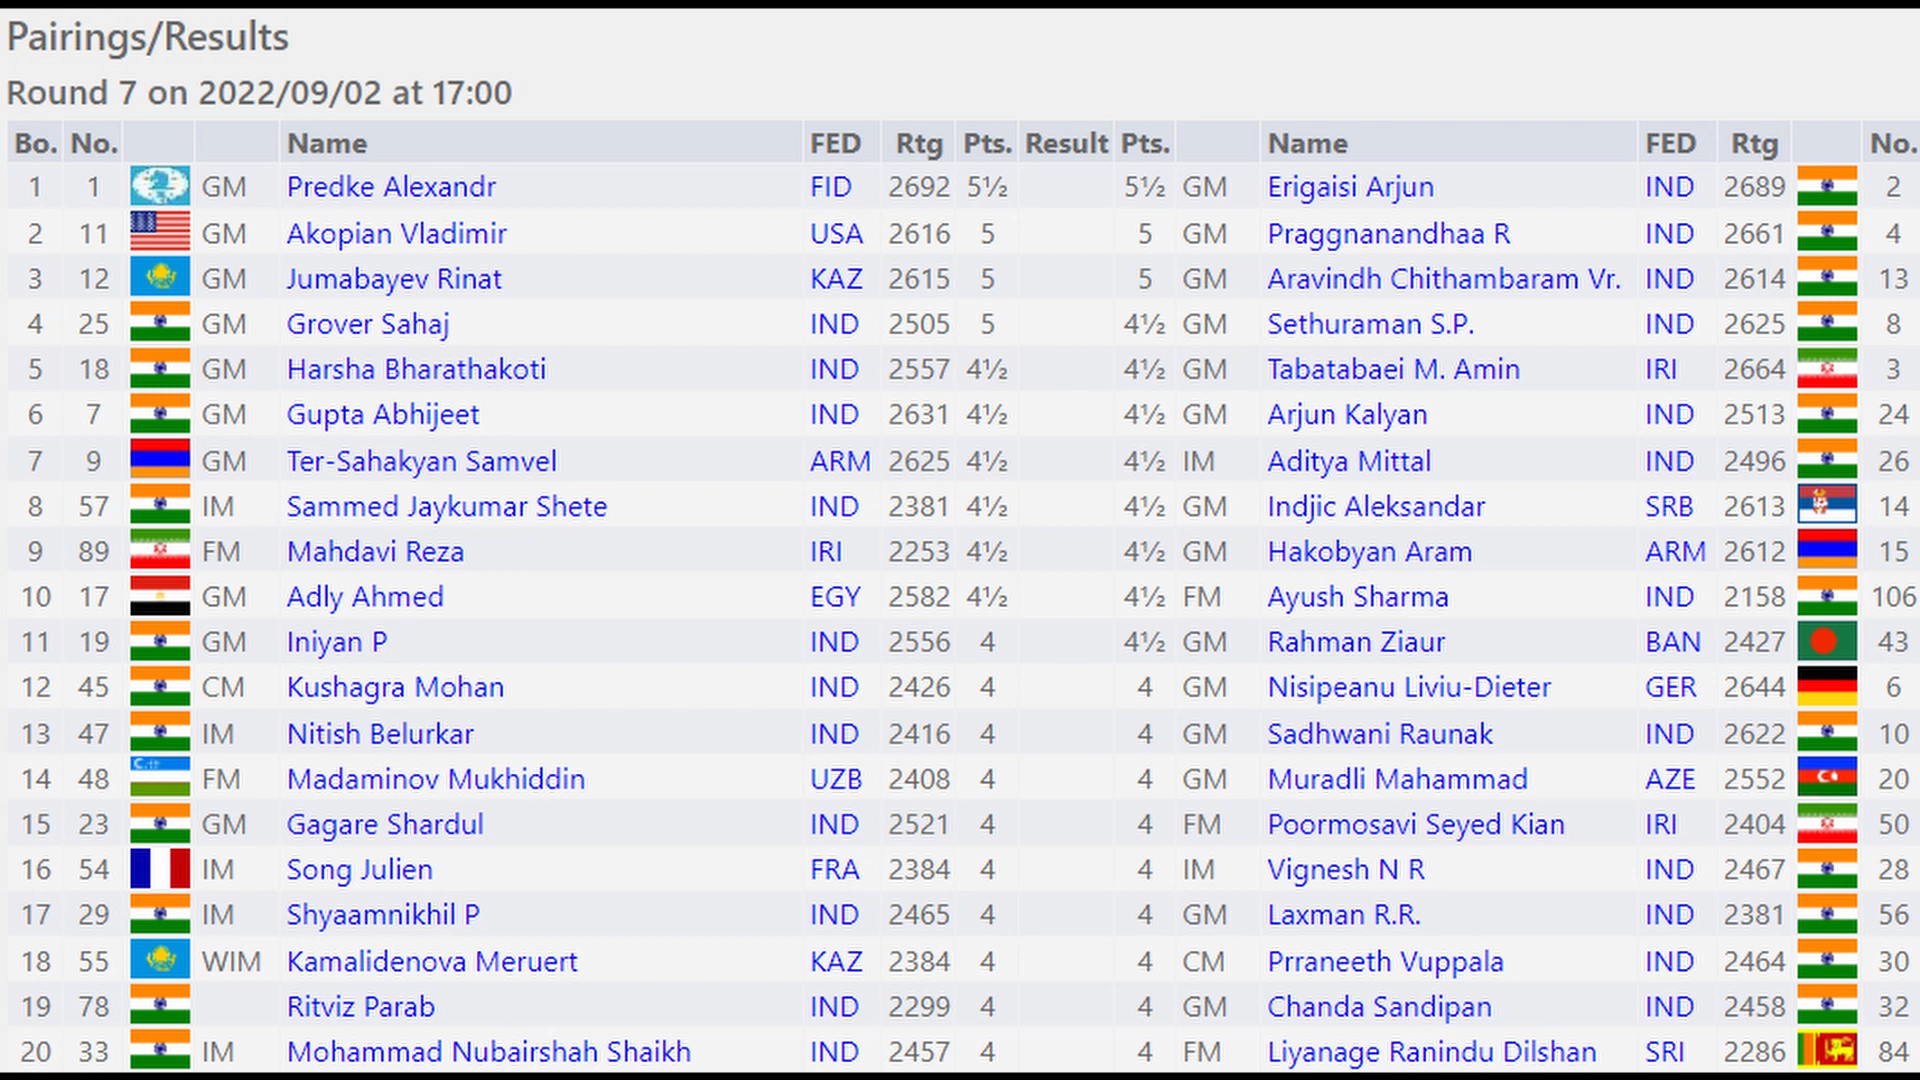 Pairings/Results
Round 7 on 2022/09/02 at 17:00
Bo. No. Name FED Rtg Pts. Result Pts. Name FED Rtg No.
1 1 GM Predke Alexandr FID 2692 5½ 5½ GM Erigaisi Arjun IND 2689 2
2 11 GM Akopian Vladimir USA 2616 5 5 GM Praggnanandhaa R IND 2661 4
3 12 GM Jumabayev Rinat KAZ 2615 5 5 GM Aravindh Chithambaram Vr. IND 2614 13
4 25 GM Grover Sahaj IND 2505 5 4½ GM Sethuraman S.P. IND 2625 8
5 18 GM Harsha Bharathakoti IND 2557 4½ 4½ GM Tabatabaei M. Amin IRI 2664 3
6 7 GM Gupta Abhijeet IND 2631 4½ 4½ GM Arjun Kalyan IND 2513 24
7 9 GM Ter-Sahakyan Samvel ARM 2625 4½ 4½ IM Aditya Mittal IND 2496 26
8 57 IM Sammed Jaykumar Shete IND 2381 4½ 4½ GM Indjic Aleksandar SRB 2613 14
9 89 FM Mahdavi Reza IRI 2253 4½ 4½ GM Hakobyan Aram ARM 2612 15
10 17 GM Adly Ahmed EGY 2582 4½ 4½ FM Ayush Sharma IND 2158 106
11 19 GM Iniyan P IND 2556 4 4½ GM Rahman Ziaur BAN 2427 43
12 45 CM Kushagra Mohan IND 2426 4 4 GM Nisipeanu Liviu-Dieter GER 2644 6
13 47 IM Nitish Belurkar IND 2416 4 4 GM Sadhwani Raunak IND 2622 10
14 48 FM Madaminov Mukhiddin UZB 2408 4 4 GM Muradli Mahammad AZE 2552 20
15 23 GM Gagare Shardul IND 2521 4 4 FM Poormosavi Seyed Kian IRI 2404 50
16 54 IM Song Julien FRA 2384 4 4 IM Vignesh N R IND 2467 28
17 29 IM Shyaamnikhil P IND 2465 4 4 GM Laxman R.R. IND 2381 56
18 55 WIM Kamalidenova Meruert KAZ 2384 4 4 CM Prraneeth Vuppala IND 2464 30
19 78 Ritviz Parab IND 2299 4 4 GM Chanda Sandipan IND 2458 32
20 33 IM Mohammad Nubairshah Shaikh IND 2457 4 4 FM Liyanage Ranindu Dilshan SRI 2286 84